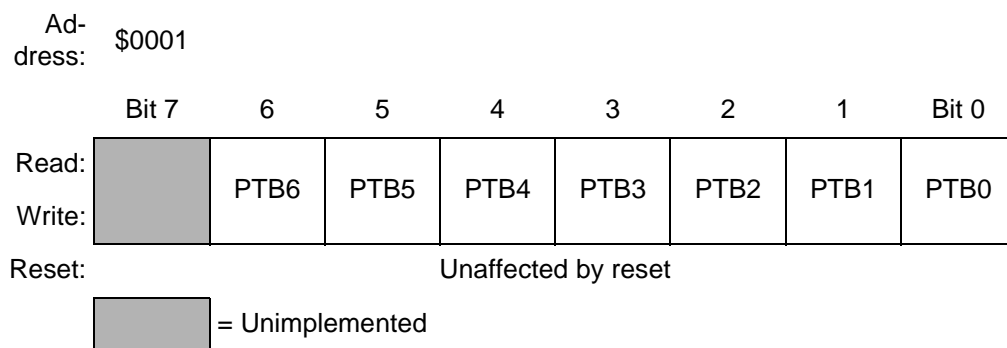 Ad-
dress:
$0001
Bit 7 6 5 4 3 2 1 Bit 0
Read:
PTB6 PTB5 PTB4 PTB3 PTB2 PTB1 PTB0
Write:
Reset: Unaffected by reset
= Unimplemented